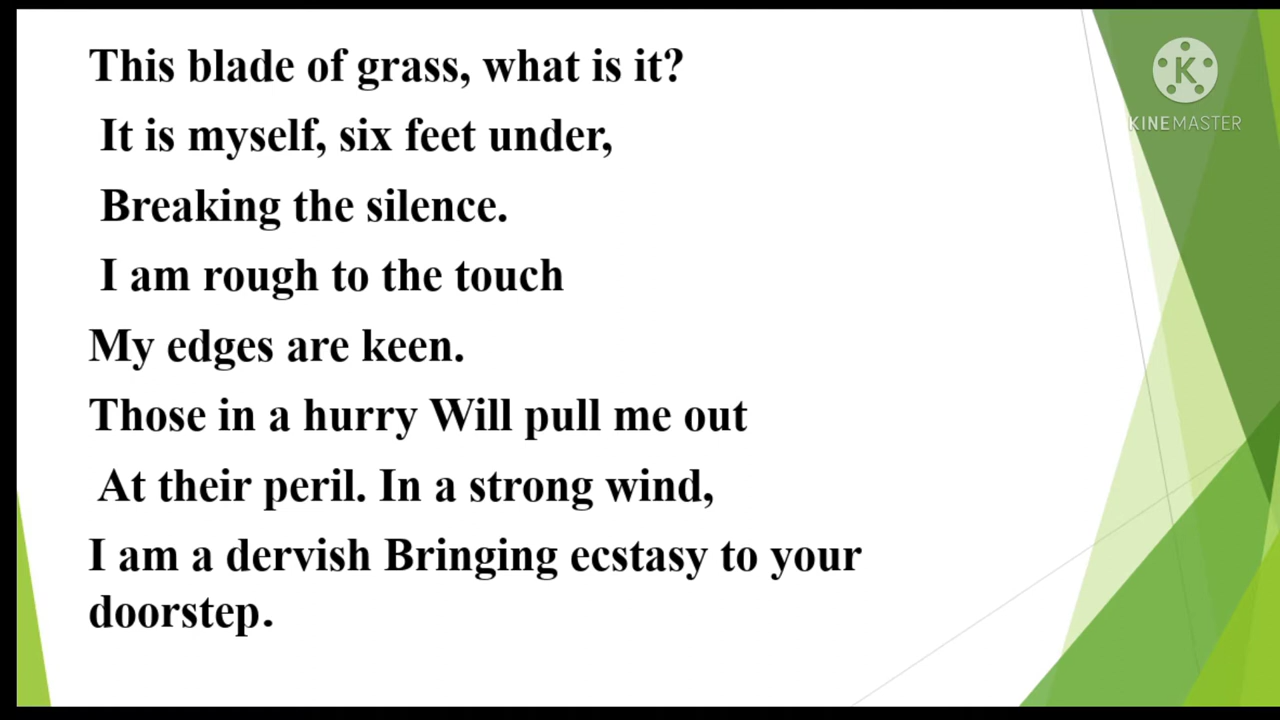 This blade of grass, what is it?
It is myself, six feet under,
Breaking the silence.
I am rough to the touch
My edges are keen.
Those in a hurry Will pull me out
At their peril. In a strong wind,
I am a dervish Bringing ecstasy to your
doorstep.
K
KINEMASTER